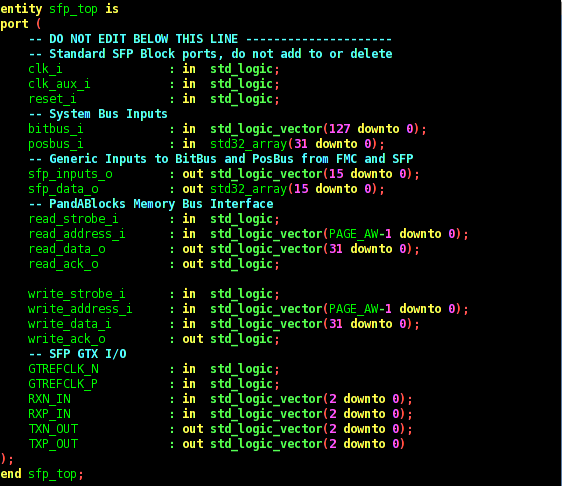 entity sfp_top is
port (
    -- DO NOT EDIT BELOW THIS LINE --------------------
    -- Standard SFP Block ports, do not add to or delete
    clk_i               : in  std_logic;
    clk_aux_i           : in  std_logic;
    reset_i             : in  std_logic;
    -- System Bus Inputs
    bitbus_i            : in  std_logic_vector(127 downto 0);
    posbus_i            : in  std32_array(31 downto 0);
    -- Generic Inputs to BitBus and PosBus from FMC and SFP
    sfp_inputs_o        : out std_logic_vector(15 downto 0);
    sfp_data_o          : out std32_array(15 downto 0);
    -- PandABlocks Memory Bus Interface
    read_strobe_i       : in  std_logic;
    read_address_i      : in  std_logic_vector(PAGE_AW-1 downto 0);
    read_data_o         : out std_logic_vector(31 downto 0);
    read_ack_o          : out std_logic;

    write_strobe_i      : in  std_logic;
    write_address_i     : in  std_logic_vector(PAGE_AW-1 downto 0);
    write_data_i        : in  std_logic_vector(31 downto 0);
    write_ack_o         : out std_logic;
    -- SFP GTX I/O
    GTREFCLK_N          : in  std_logic;
    GTREFCLK_P          : in  std_logic;
    RXN_IN              : in  std_logic_vector(2 downto 0);
    RXP_IN              : in  std_logic_vector(2 downto 0);
    TXN_OUT             : out std_logic_vector(2 downto 0);
    TXP_OUT             : out std_logic_vector(2 downto 0)
);
end sfp_top;